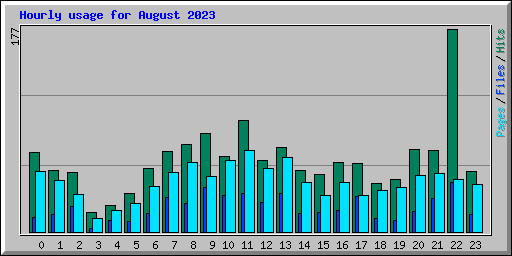 Hourly usage for August 2023
177
Pages/Files/Hits
0 1 2 3 4 5 6 7 8 9 10 11 12 13 14 15 16 17 18 19 20 21 22 23